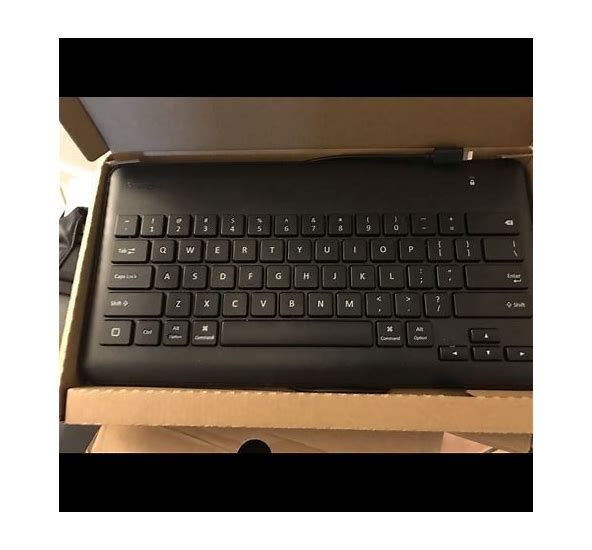 ~ ! @ # $ % ^ & * ( ) _ +
` 1 2 3 4 5 6 7 8 9 0 - =
Tab Q W E R T Y U I O P { } |
[ ] \
Caps Lock A S D F G H J K L : " Enter
; '
Shift Z X C V B N M < > ? Shift
, . /
Ctrl Alt ⌘ ⌘ Alt
Option Command Command Option